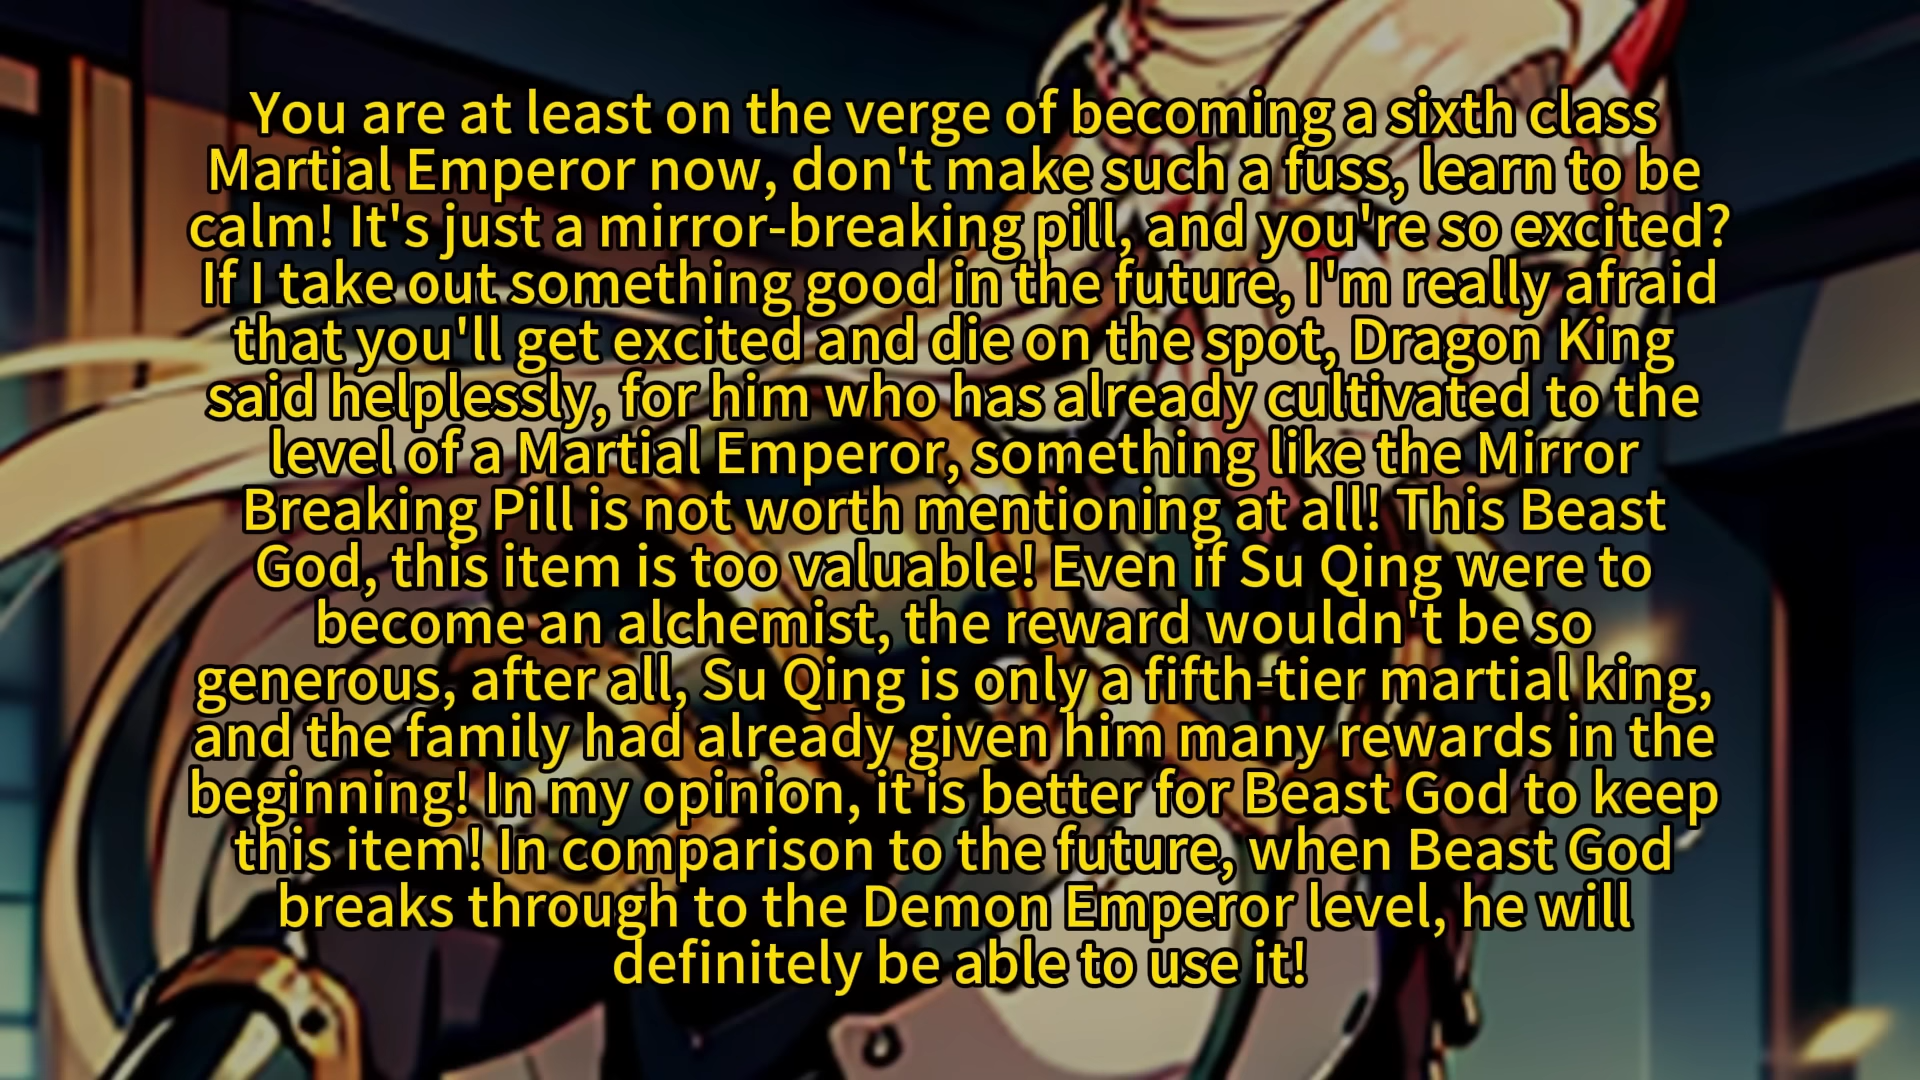 You are at least on the verge of becoming a sixth class
Martial Emperor now, don't make such a fuss, learn to be
calm! It's just a mirror-breaking pill, and you're so excited?
If I take out something good in the future, I'm really afraid
that you'll get excited and die on the spot, Dragon King
said helplessly, for him who has already cultivated to the
level of a Martial Emperor, something like the Mirror
Breaking Pill is not worth mentioning at all! This Beast
God, this item is too valuable! Even if Su Qing were to
become an alchemist, the reward wouldn't be so
generous, after all, Su Qing is only a fifth-tier martial king,
and the family had already given him many rewards in the
beginning! In my opinion, it is better for Beast God to keep
this item! In comparison to the future, when Beast God
breaks through to the Demon Emperor level, he will
definitely be able to use it!